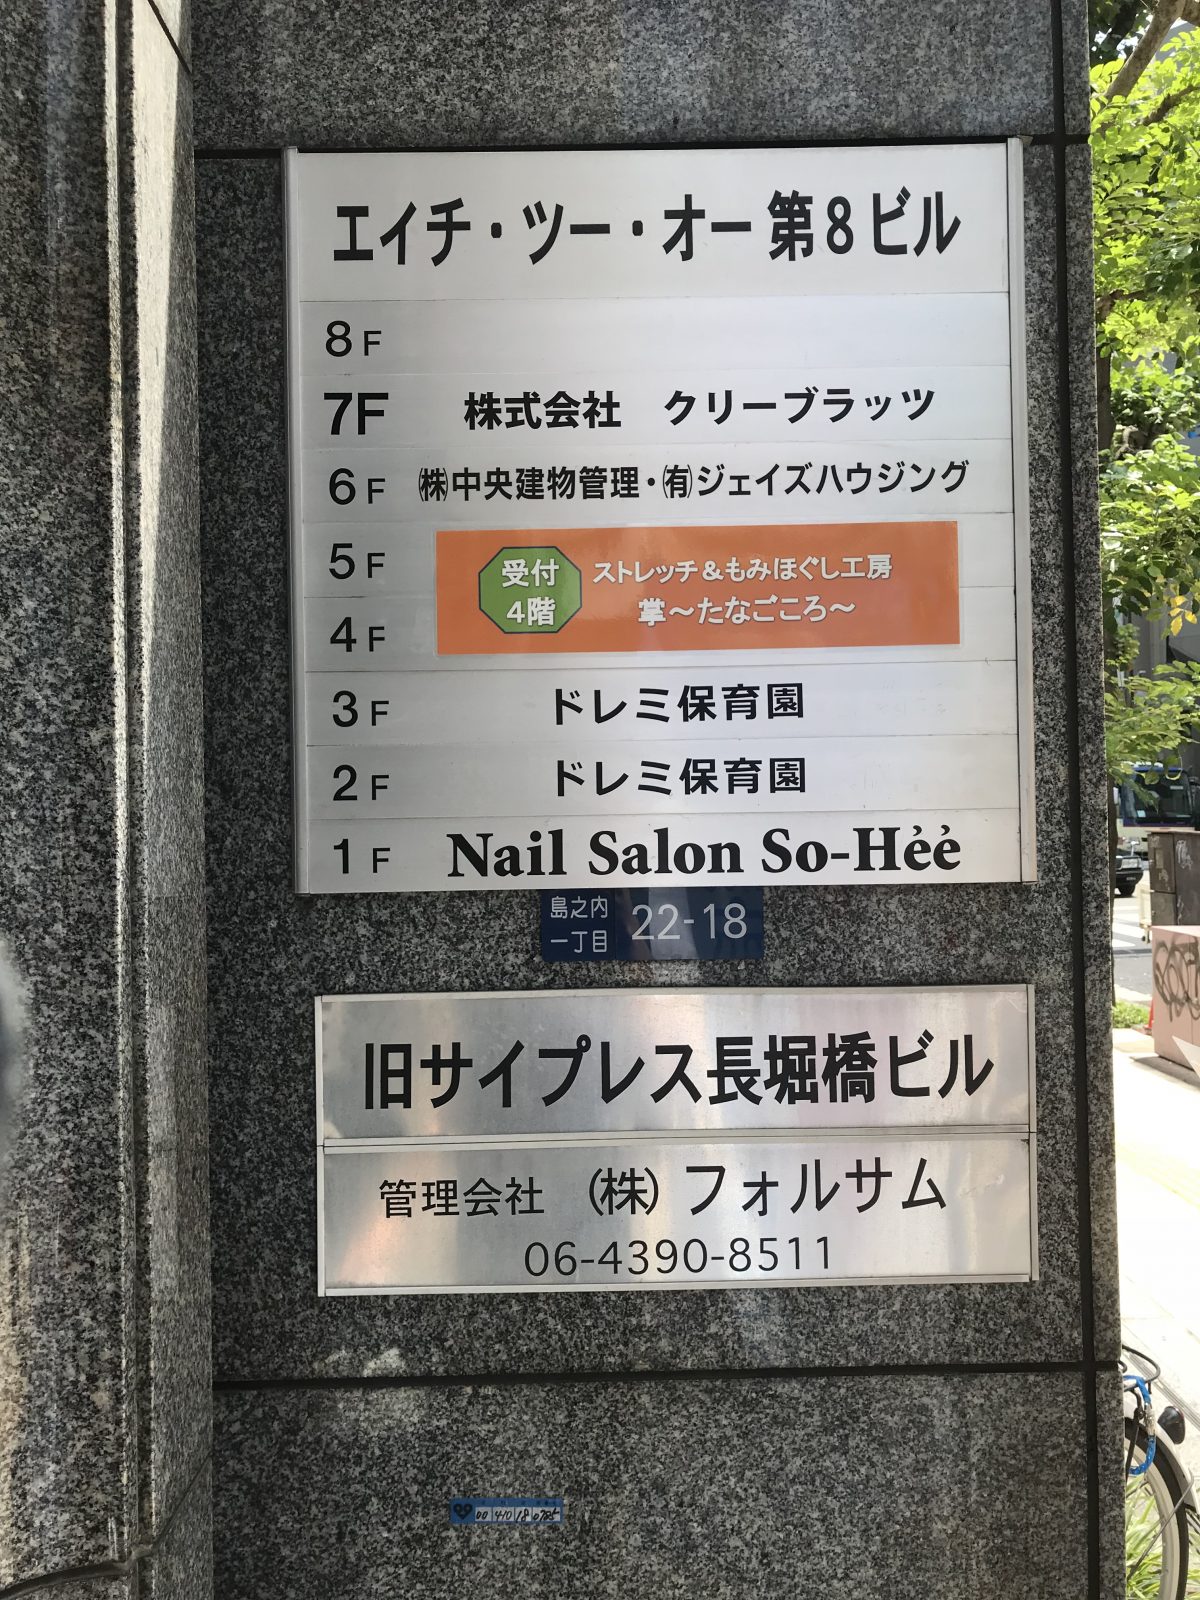 エイチ・ツー・オー第8ビル
8F
7F 株式会社 クリーブラッツ
6F ㈱中央建物管理・㈲ジェイズハウジング
5F
4F
受付 ストレッチ&もみほぐし工房
4階 掌～たなごころ～
3F ドレミ保育園
2F ドレミ保育園
1F Nail Salon So-Hėė
島之内
一丁目 22-18
旧サイプレス長堀橋ビル
管理会社 (株)フォルサム
06-4390-8511
00 410 18